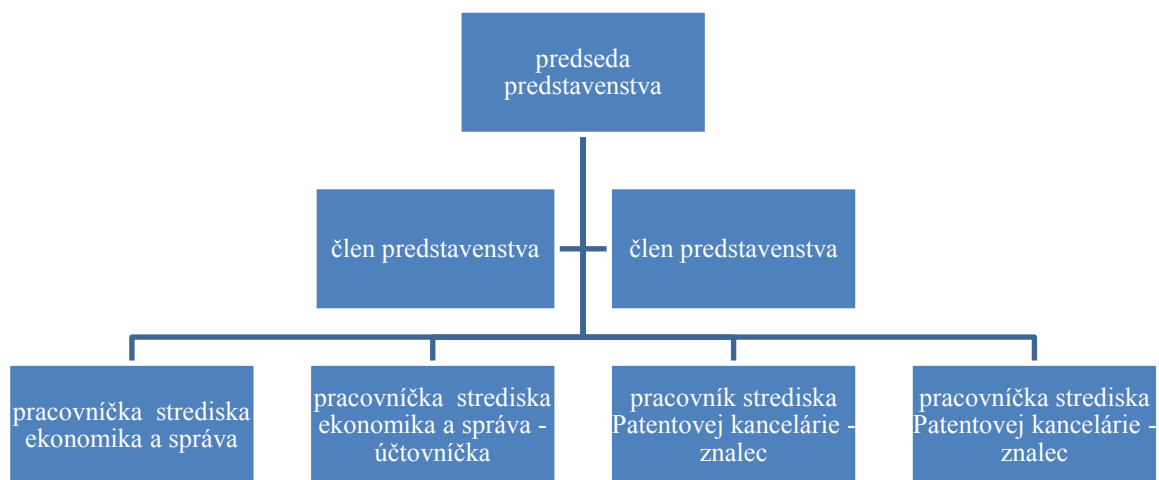 predseda
predstavenstva
člen predstavenstva
člen predstavenstva
pracovníčka  strediska
ekonomika a správa
pracovníčka  strediska
ekonomika a správa -
účtovníčka
pracovník strediska
Patentovej kancelárie -
znalec
pracovníčka strediska
Patentovej kancelárie -
znalec